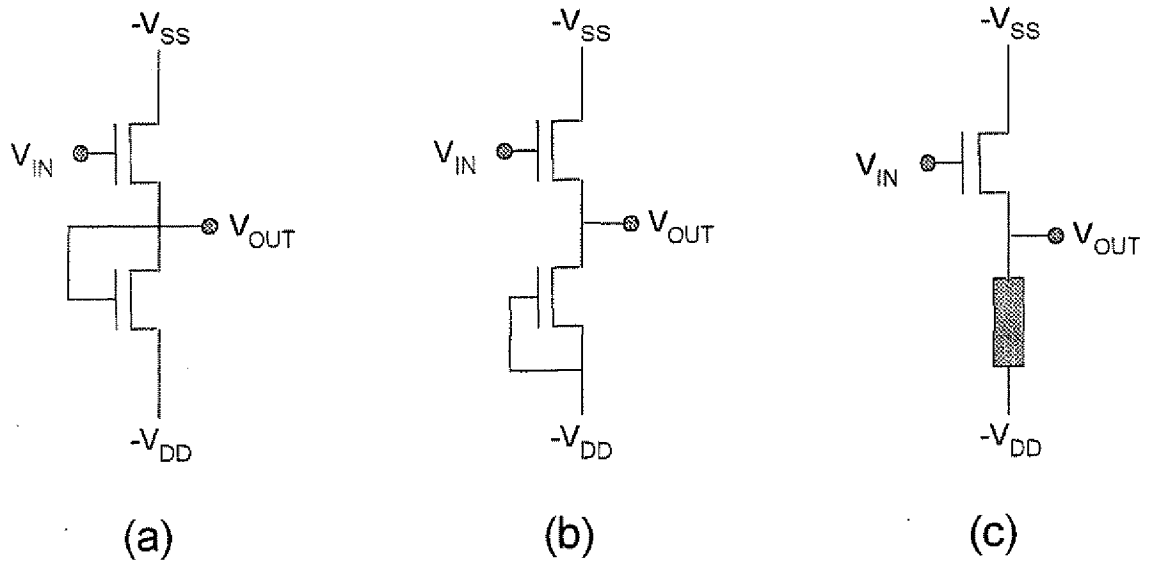 -VSS -VSS -VSS
VIN VIN VIN
VOUT VOUT VOUT
-VDD -VDD -VDD
(a) (b) (c)